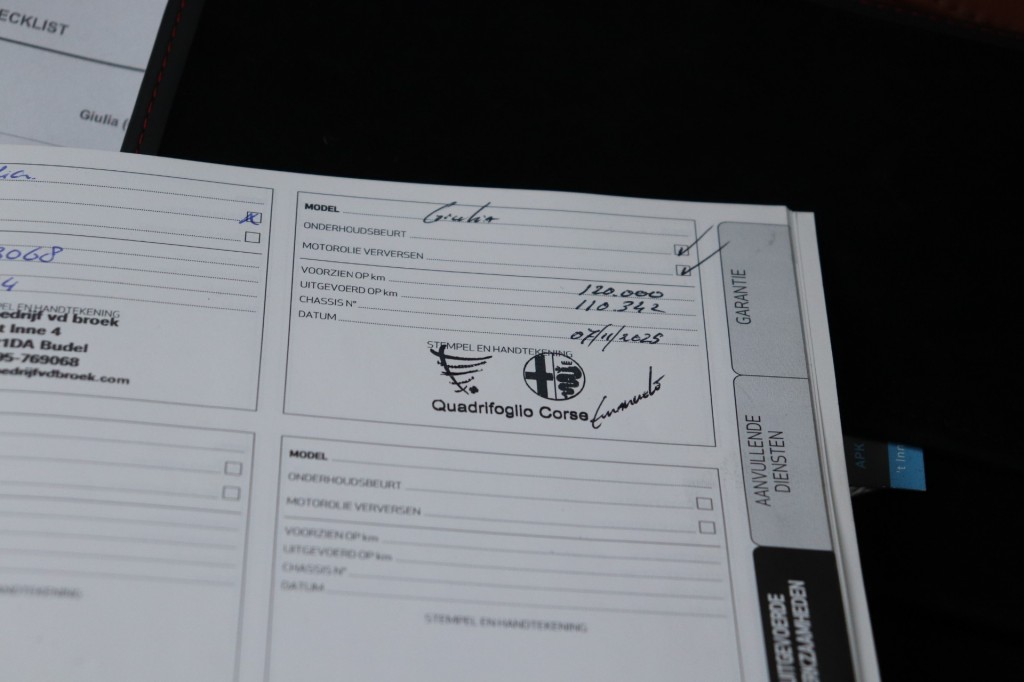 ECKLIST
Giulia (
3068
4
STEMPEL EN HANDTEKENING
edrijf vd broek
t Inne 4
1DA Budel
95-769068
edrijfvdbroek.com
MODEL Giulia
ONDERHOUDSBEURT
MOTOROLIE VERVERSEN
VOORZIEN OP km 120.000
UITGEVOERD OP km 110.342
CHASSIS N°
DATUM 07/11/2025
STEMPEL EN HANDTEKENING
Quadrifoglio Corse
MODEL
ONDERHOUDSBEURT
MOTOROLIE VERVERSEN
VOORZIEN OP km
UITGEVOERD OP km
CHASSIS N°
DATUM
STEMPEL EN HANDTEKENING
GARANTIE
AANVULLENDE
DIENSTEN
UITGEVOERDE
RKZAAMHEDEN
APK
't Inn